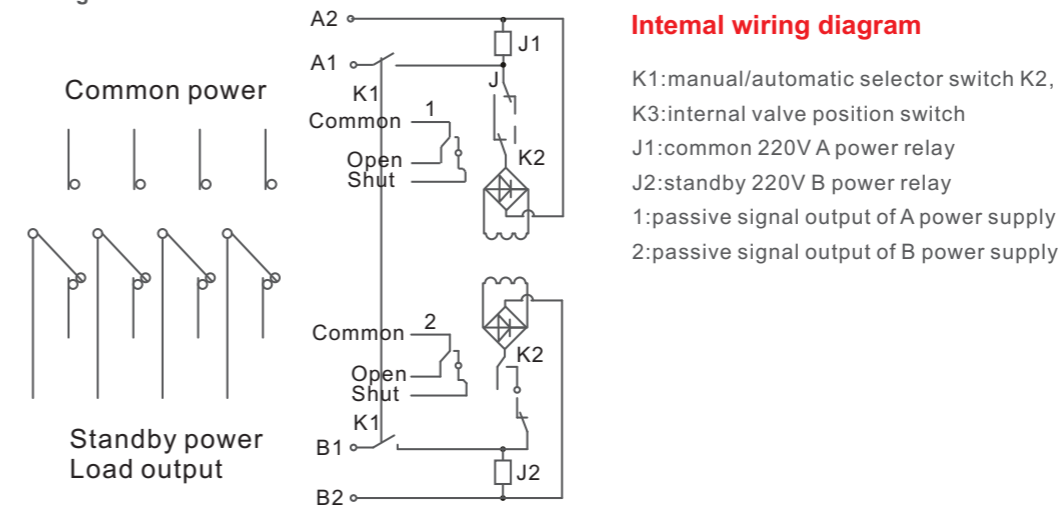 A2
J1
A1
J
K1
Common power
1
Common
Open
K2
Shut
2
Common
K2
Open
Shut
K1
Standby power
B1
Load output
J2
B2
Intemal wiring diagram
K1:manual/automatic selector switch K2,
K3:internal valve position switch
J1:common 220V A power relay
J2:standby 220V B power relay
1:passive signal output of A power supply
2:passive signal output of B power supply